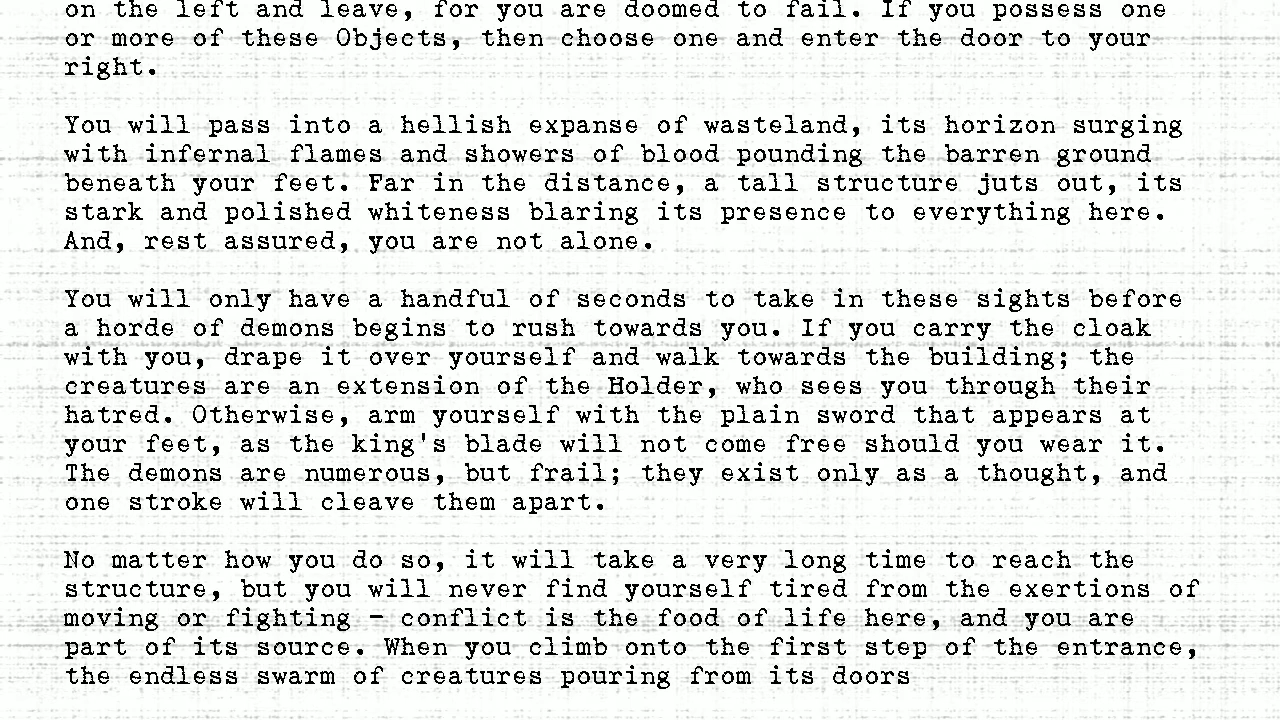 on the left and leave, for you are doomed to fail. If you possess one
or more of these Objects, then choose one and enter the door to your
right.
You will pass into a hellish expanse of wasteland, its horizon surging
with infernal flames and showers of blood pounding the barren ground
beneath your feet. Far in the distance, a tall structure juts out, its
stark and polished whiteness blaring its presence to everything here.
And, rest assured, you are not alone.
You will only have a handful of seconds to take in these sights before
a horde of demons begins to rush towards you. If you carry the cloak
with you, drape it over yourself and walk towards the building; the
creatures are an extension of the Holder, who sees you through their
hatred. Otherwise, arm yourself with the plain sword that appears at
your feet, as the king's blade will not come free should you wear it.
The demons are numerous, but frail; they exist only as a thought, and
one stroke will cleave them apart.
No matter how you do so, it will take a very long time to reach the
structure, but you will never find yourself tired from the exertions of
moving or fighting — conflict is the food of life here, and you are
part of its source. When you climb onto the first step of the entrance,
the endless swarm of creatures pouring from its doors